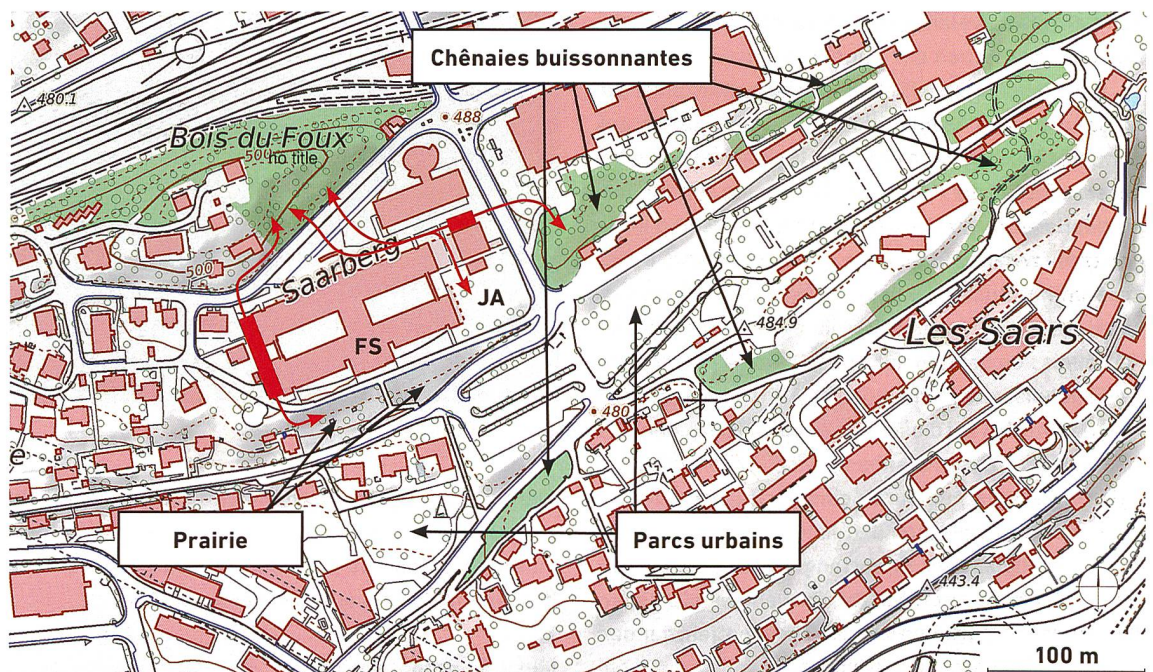 Chênaies buissonnantes
480.1
488
Bois-du-Foux
500
no title
500
Saarberg
JA
FS
484.9
Les Saars
480
e
Prairie
Parcs urbains
443.4
100 m